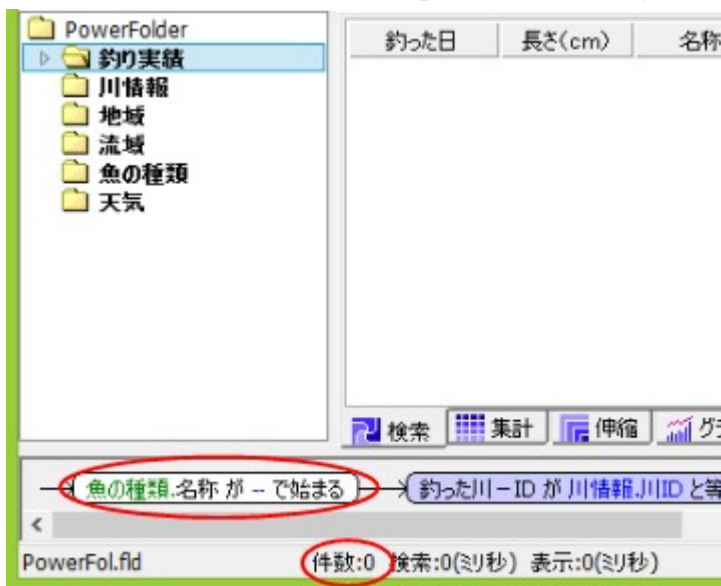 PowerFolder
釣り実績
川情報
地域
流域
魚の種類
天気
釣った日 長さ(cm) 名称
検索 集計 伸縮 グラ
魚の種類.名称 が -- で始まる 釣った川-ID が 川情報.川ID と等
PowerFol.fld 件数:0 検索:0(ミリ秒) 表示:0(ミリ秒)